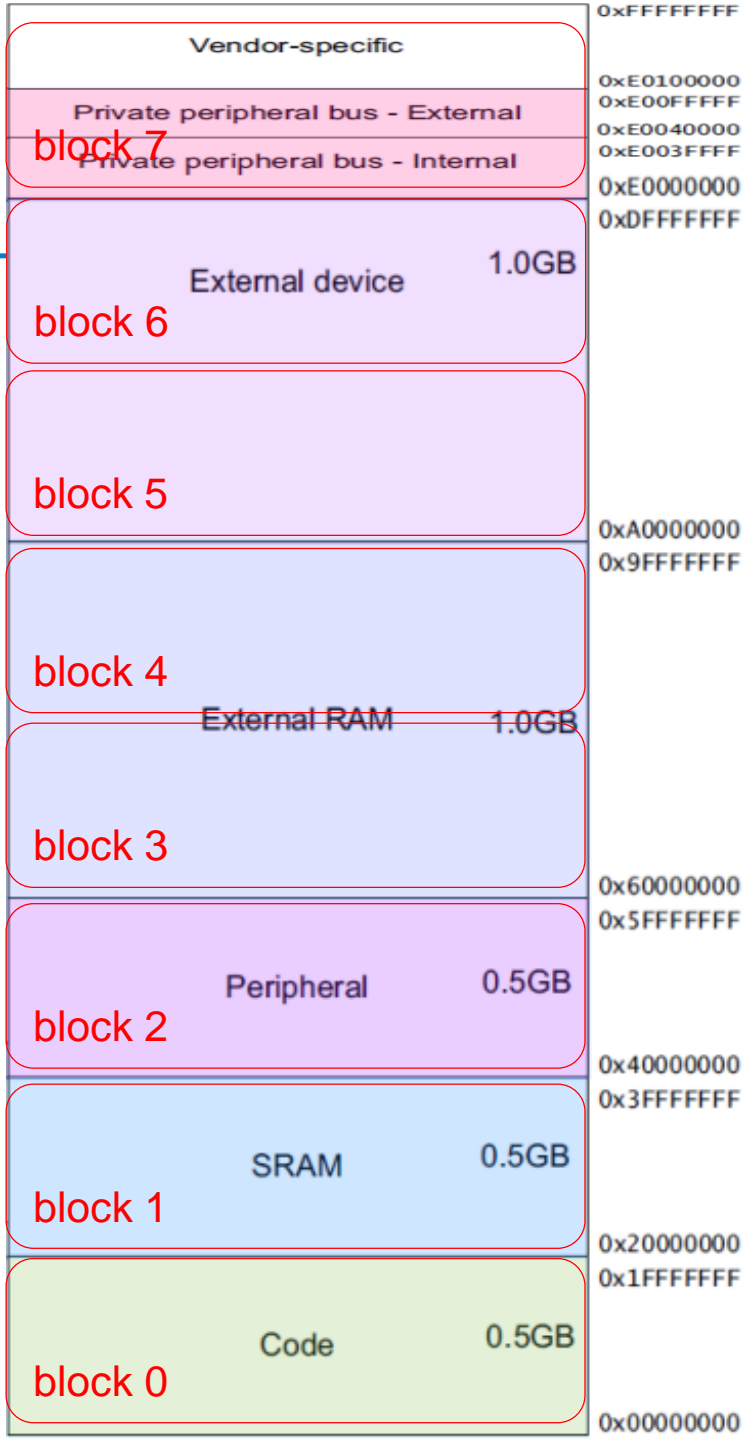 0xFFFFFFFF
Vendor-specific
0xE0100000
0xE00FFFFF
Private peripheral bus - External
0xE0040000
block 7
0xE003FFFF
Private peripheral bus - Internal
0xE0000000
0xDFFFFFFF
External device 1.0GB
block 6
block 5
0xA0000000
0x9FFFFFFF
block 4
External RAM 1.0GB
block 3
0x60000000
0x5FFFFFFF
Peripheral 0.5GB
block 2
0x40000000
0x3FFFFFFF
SRAM 0.5GB
block 1
0x20000000
0x1FFFFFFF
Code 0.5GB
block 0
0x00000000